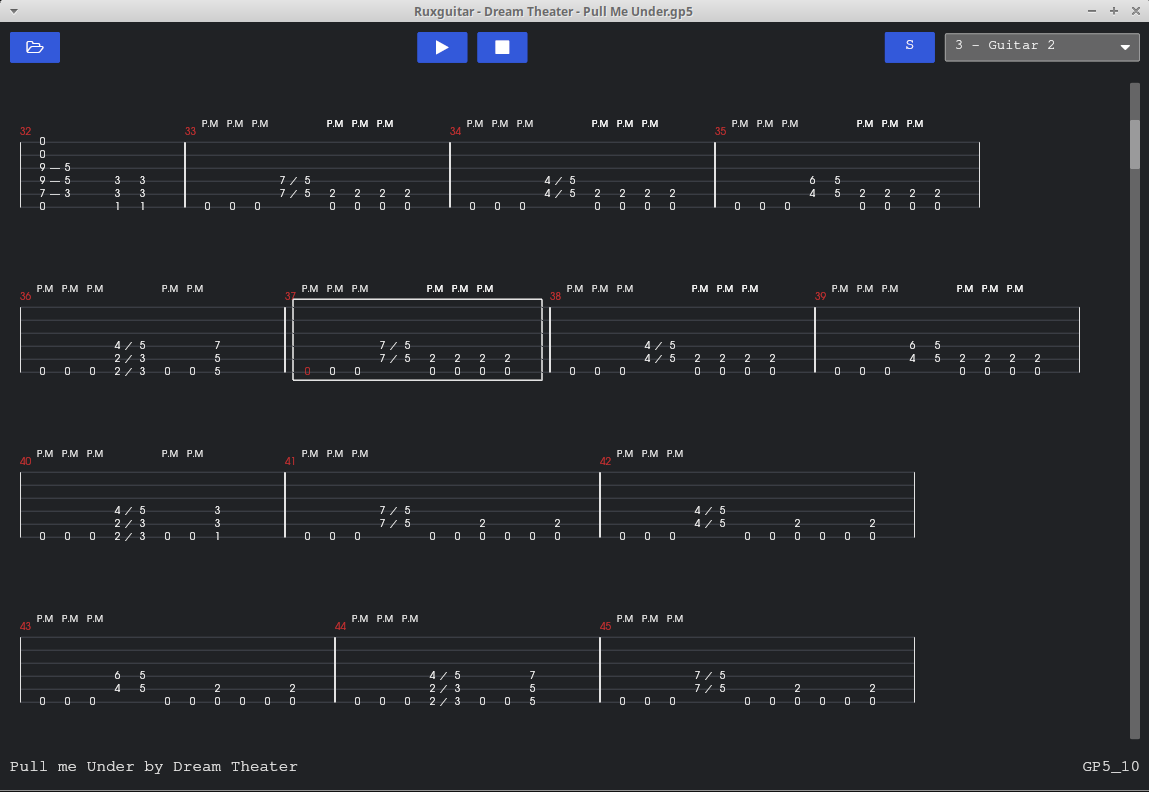 Ruxguitar - Dream Theater - Pull Me Under.gp5
S 3 - Guitar 2
33 P.M P.M P.M P.M P.M P.M 34 P.M P.M P.M P.M P.M P.M 35 P.M P.M P.M P.M P.M P.M
32
0
0
9 — 5
9 — 5 3 3 7 / 5 4 / 5 6 5
7 — 3 3 3 7 / 5 2 2 2 2 4 / 5 2 2 2 2 4 5 2 2 2 2
0 1 1 0 0 0 0 0 0 0 0 0 0 0 0 0 0 0 0 0 0 0 0 0
P.M P.M P.M P.M P.M P.M P.M P.M P.M P.M P.M P.M P.M P.M P.M P.M P.M P.M P.M P.M P.M P.M P.M
36 37 38 39
4 / 5 7 7 / 5 4 / 5 6 5
2 / 3 5 7 / 5 2 2 2 2 4 / 5 2 2 2 2 4 5 2 2 2 2
0 0 0 2 / 3 0 0 5 0 0 0 0 0 0 0 0 0 0 0 0 0 0 0 0 0 0 0 0 0
P.M P.M P.M P.M P.M P.M P.M P.M P.M P.M P.M
40 41 42
4 / 5 3 7 / 5 4 / 5
2 / 3 3 7 / 5 2 2 4 / 5 2 2
0 0 0 2 / 3 0 0 1 0 0 0 0 0 0 0 0 0 0 0 0 0 0 0 0 0 0 0
P.M P.M P.M P.M P.M P.M P.M P.M P.M
43 44 45
6 5 4 / 5 7 7 / 5
4 5 2 2 2 / 3 5 7 / 5 2 2
0 0 0 0 0 0 0 0 0 0 0 0 2 / 3 0 0 5 0 0 0 0 0 0 0 0 0
Pull me Under by Dream Theater GP5_10